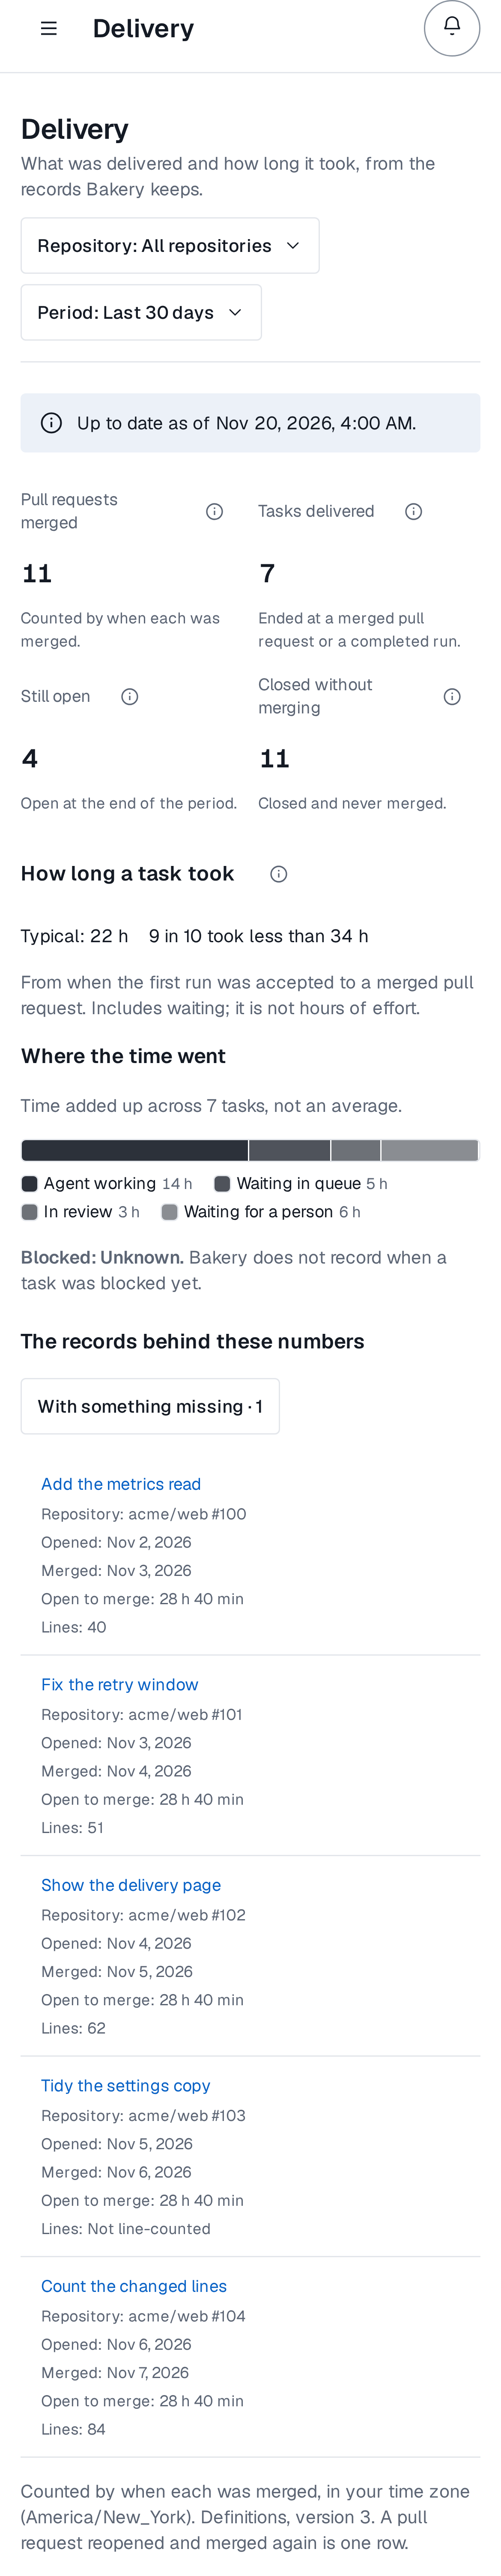 Delivery
Delivery
What was delivered and how long it took, from the
records Bakery keeps.
Repository: All repositories
Period: Last 30 days
Up to date as of Nov 20, 2026, 4:00 AM.
Pull requests
merged
11
Counted by when each was
merged.
Tasks delivered
7
Ended at a merged pull
request or a completed run.
Still open
4
Open at the end of the period.
Closed without
merging
11
Closed and never merged.
How long a task took
Typical: 22 h 9 in 10 took less than 34 h
From when the first run was accepted to a merged pull
request. Includes waiting; it is not hours of effort.
Where the time went
Time added up across 7 tasks, not an average.
Agent working 14 h Waiting in queue 5 h
In review 3 h Waiting for a person 6 h
Blocked: Unknown. Bakery does not record when a
task was blocked yet.
The records behind these numbers
With something missing · 1
Add the metrics read
Repository: acme/web #100
Opened: Nov 2, 2026
Merged: Nov 3, 2026
Open to merge: 28 h 40 min
Lines: 40
Fix the retry window
Repository: acme/web #101
Opened: Nov 3, 2026
Merged: Nov 4, 2026
Open to merge: 28 h 40 min
Lines: 51
Show the delivery page
Repository: acme/web #102
Opened: Nov 4, 2026
Merged: Nov 5, 2026
Open to merge: 28 h 40 min
Lines: 62
Tidy the settings copy
Repository: acme/web #103
Opened: Nov 5, 2026
Merged: Nov 6, 2026
Open to merge: 28 h 40 min
Lines: Not line-counted
Count the changed lines
Repository: acme/web #104
Opened: Nov 6, 2026
Merged: Nov 7, 2026
Open to merge: 28 h 40 min
Lines: 84
Counted by when each was merged, in your time zone
(America/New_York). Definitions, version 3. A pull
request reopened and merged again is one row.